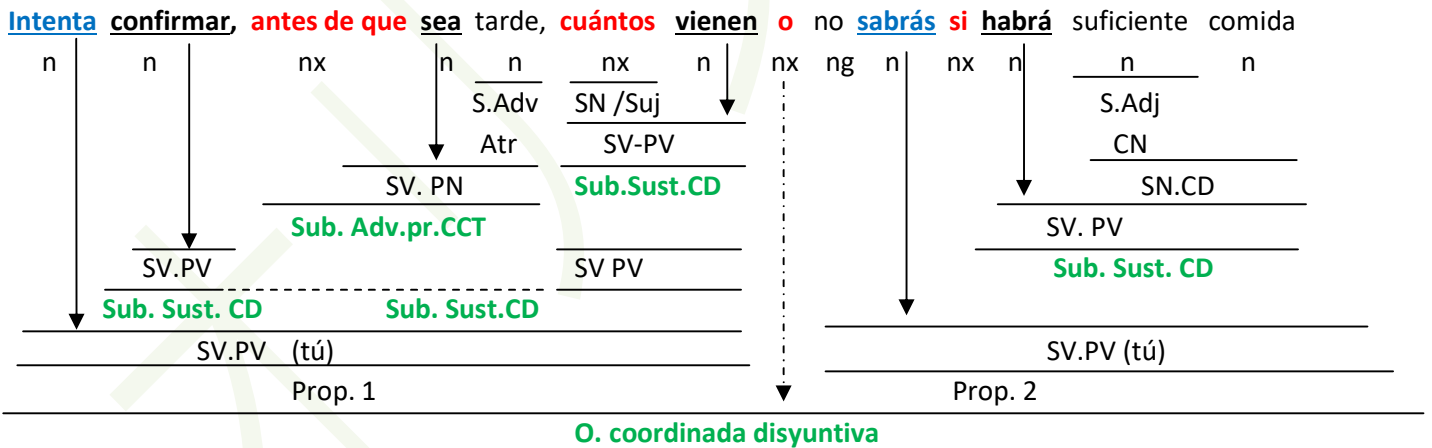 Intenta confirmar, antes de que sea tarde, cuántos vienen o no sabrás si habrá suficiente comida
n n nx n n nx n nx ng n nx n n n
S.Adv SN /Suj S.Adj
Atr SV-PV CN
SV. PN Sub.Sust.CD SN.CD
Sub. Adv.pr.CCT SV. PV
SV.PV SV PV Sub. Sust. CD
Sub. Sust. CD Sub. Sust.CD
SV.PV (tú) SV.PV (tú)
Prop. 1 Prop. 2
O. coordinada disyuntiva